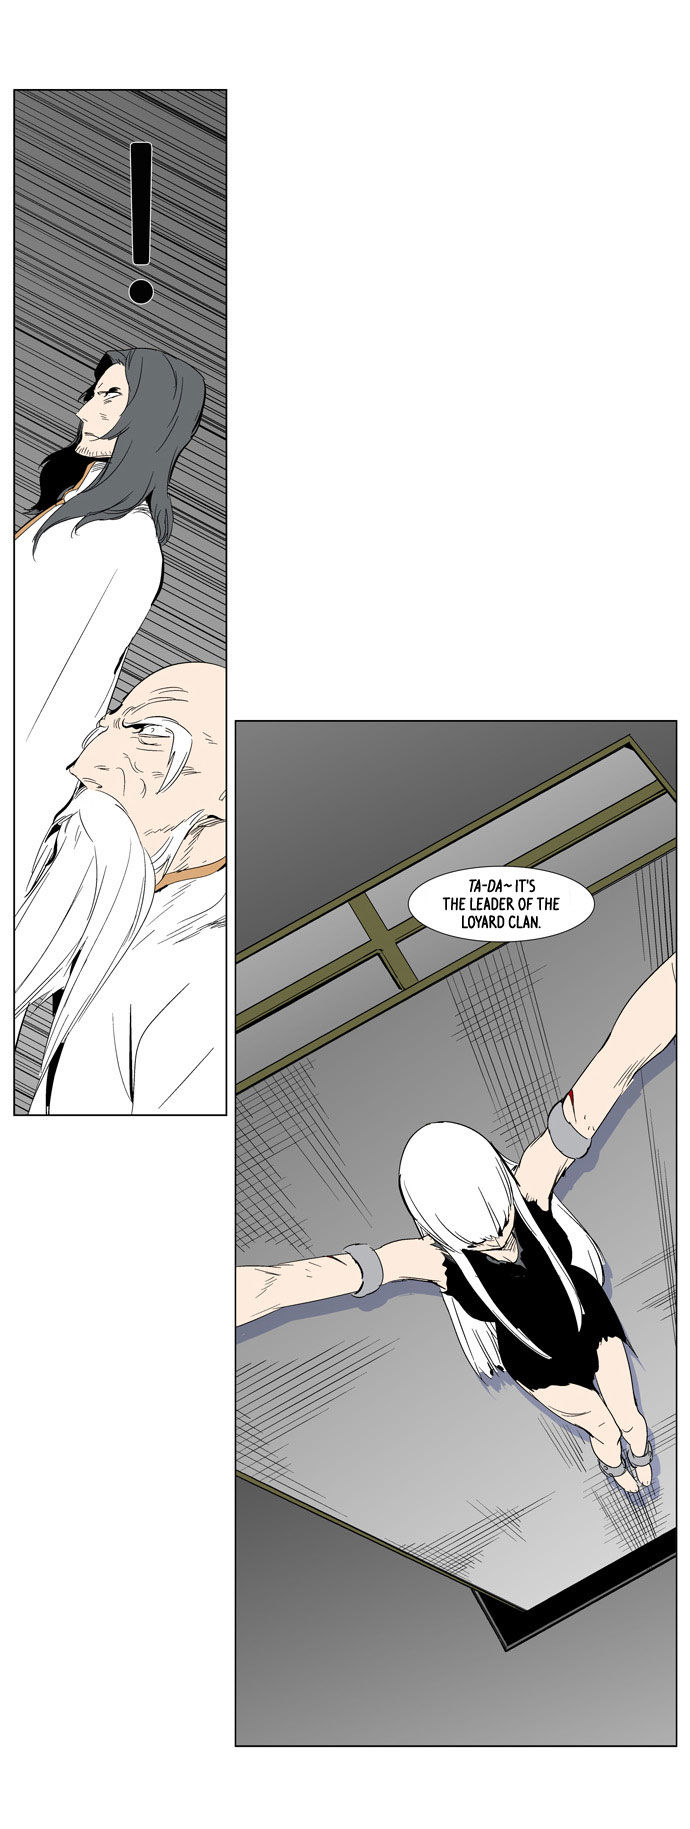 !
TA-DA~ IT'S
THE LEADER OF THE
LOYARD CLAN.